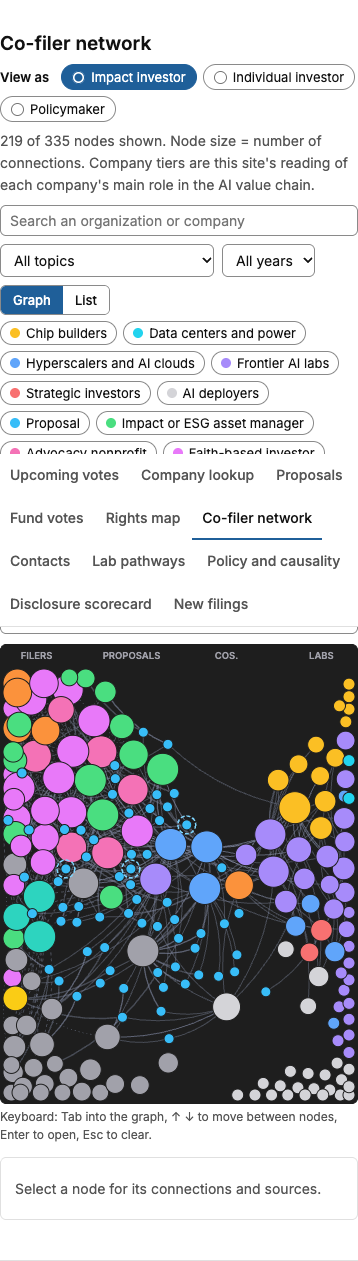 Co-filer network
View as Impact investor Individual investor
Policymaker
219 of 335 nodes shown. Node size = number of
connections. Company tiers are this site's reading of
each company's main role in the AI value chain.
Search an organization or company
All topics All years
Graph List
Chip builders Data centers and power
Hyperscalers and AI clouds Frontier AI labs
Strategic investors AI deployers
Proposal Impact or ESG asset manager
Advocacy nonprofit Faith-based investor
Upcoming votes Company lookup Proposals
Fund votes Rights map Co-filer network
Contacts Lab pathways Policy and causality
Disclosure scorecard New filings
FILERS PROPOSALS COS. LABS
Keyboard: Tab into the graph, ↑ ↓ to move between nodes,
Enter to open, Esc to clear.
Select a node for its connections and sources.